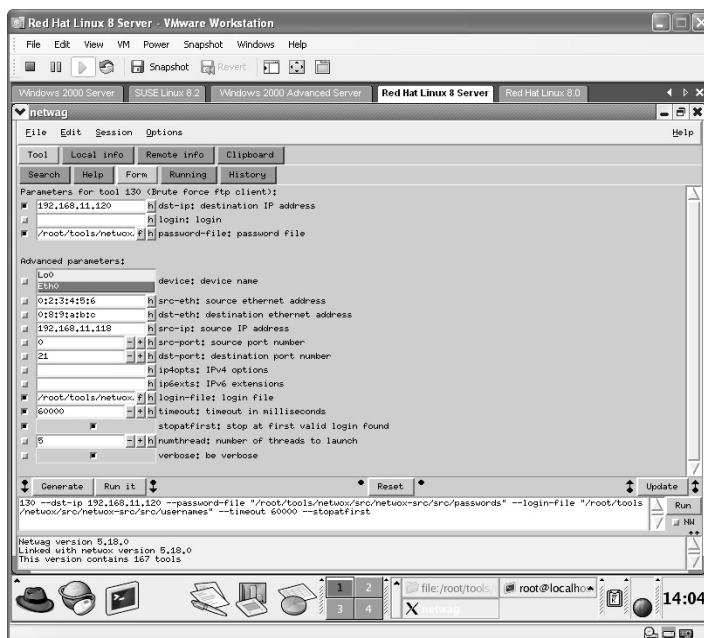 Red Hat Linux 8 Server - VMware Workstation
File Edit View VM Power Snapshot Windows Help
Snapshot Revert
Windows 2000 Server SUSE Linux 8.2 Windows 2000 Advanced Server Red Hat Linux 8 Server Red Hat Linux 8.0
netwag
File Edit Session Options Help
Tool Local info Remote info Clipboard
Search Help Form Running History
Parameters for tool 130 (Brute force ftp client):
192.168.11.120 h dst-ip: destination IP address
h login: login
/root/tools/netwox. f h password-file: password file
Advanced parameters:
Lo0
Eth0
device: device name
0:2:3:4:5:6 h src-eth: source ethernet address
0:8:9:a:b:c h dst-eth: destination ethernet address
192.168.11.118 h src-ip: source IP address
0 - + h src-port: source port number
21 - + h dst-port: destination port number
h ip4opts: IPv4 options
h ip6exts: IPv6 extensions
/root/tools/netwox. f h login-file: login file
60000 - + h timeout: timeout in milliseconds
stopatfirst: stop at first valid login found
5 - + h numthread: number of threads to launch
verbose: be verbose
Generate Run it Reset Update
130 --dst-ip 192.168.11.120 --password-file "/root/tools/netwox/src/netwox-src/src/passwords" --login-file "/root/tools
/netwox/src/netwox-src/src/usernames" --timeout 60000 --stopatfirst
Run
NW
Netwag version 5.18.0
Linked with netwox version 5.18.0
This version contains 167 tools
1 2
3 4
file:/root/tools/ root@localho
netwag
14:04